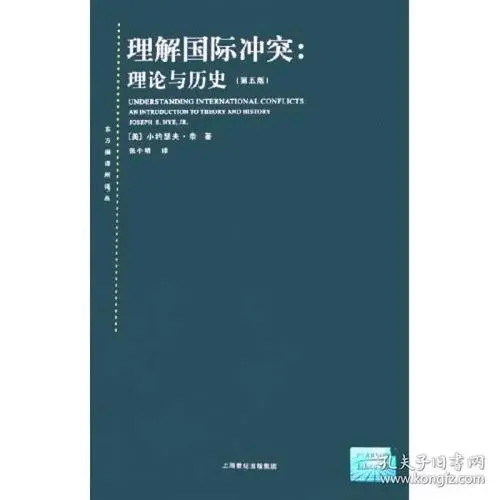 理解国际冲突:
理论与历史 (第五版)
UNDERSTANDING INTERNATIONAL CONFLICTS
AN INTRODUCTION TO THEORY AND HISTORY
JOSEPH S. NYE, JR.
[美] 小约瑟夫·奈 著
张小明 译
东方编译所译丛
上海世纪出版集团
孔夫子旧书网
kongfz.com